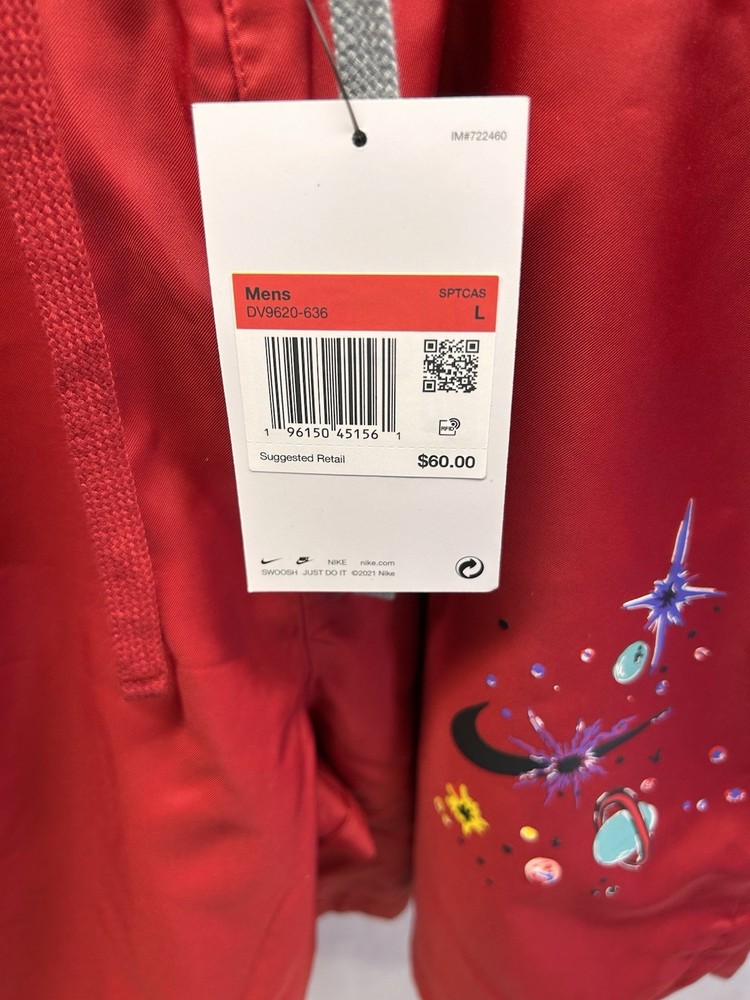 IM#722460
Mens SPTCAS
DV9620-636 L
1 96150 45156 1
RFID
Suggested Retail $60.00
NIKE nike.com
SWOOSH JUST DO IT ©2021 Nike